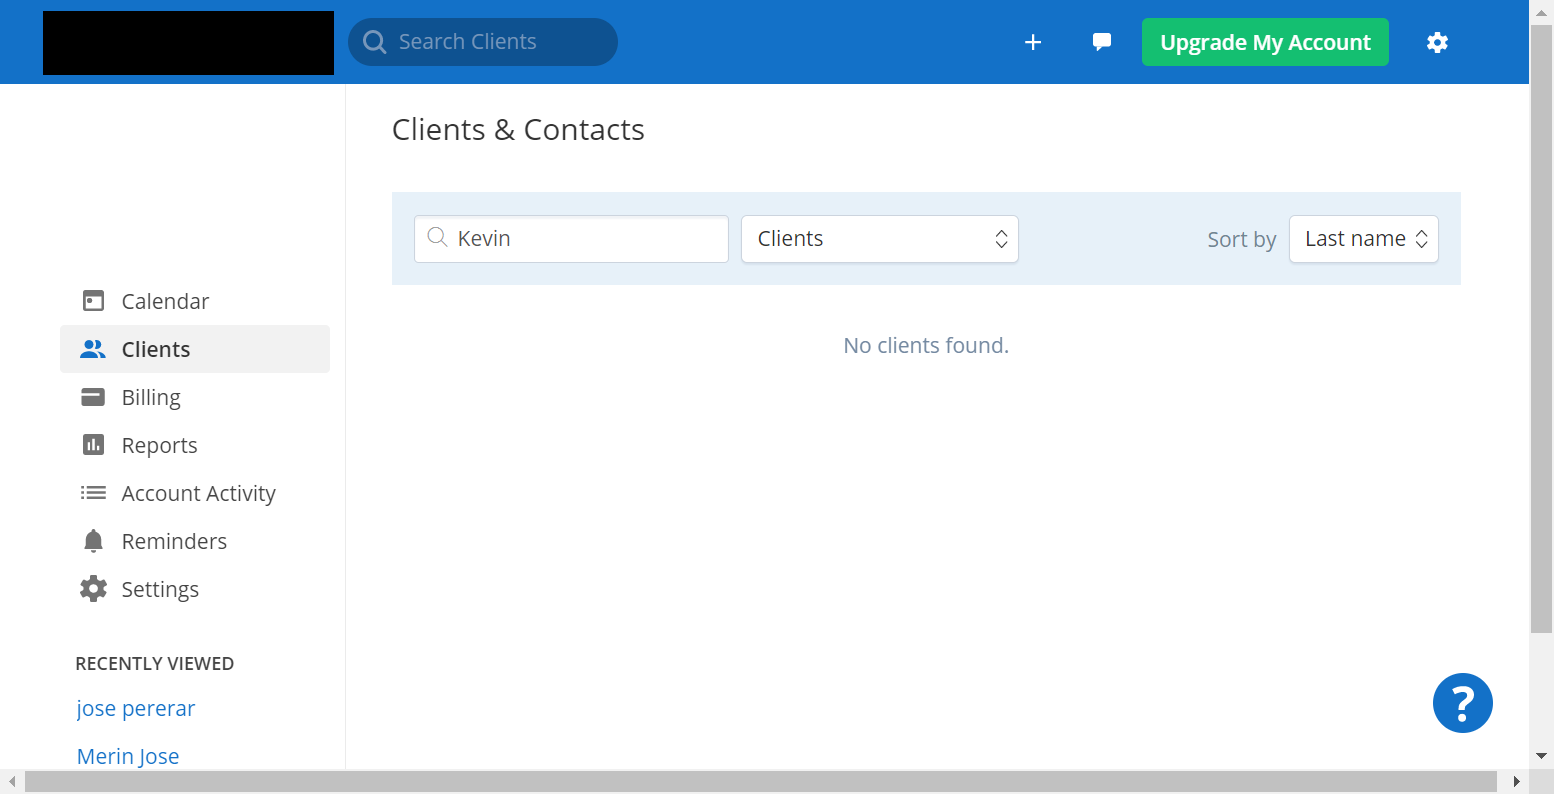 Search Clients
Upgrade My Account
Clients & Contacts
Kevin
Clients
Sort by
Last name
No clients found.
Calendar
Clients
Billing
Reports
Account Activity
Reminders
Settings
RECENTLY VIEWED
jose pererar
Merin Jose
?